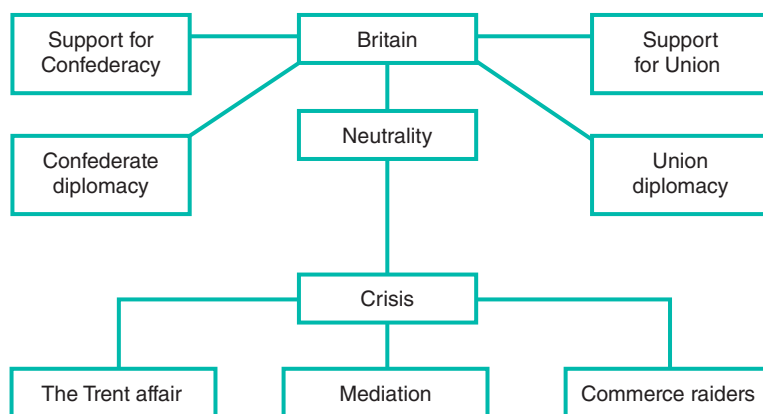 Support for
Confederacy
Britain
Support
for Union
Confederate
diplomacy
Neutrality
Union
diplomacy
Crisis
The Trent affair
Mediation
Commerce raiders